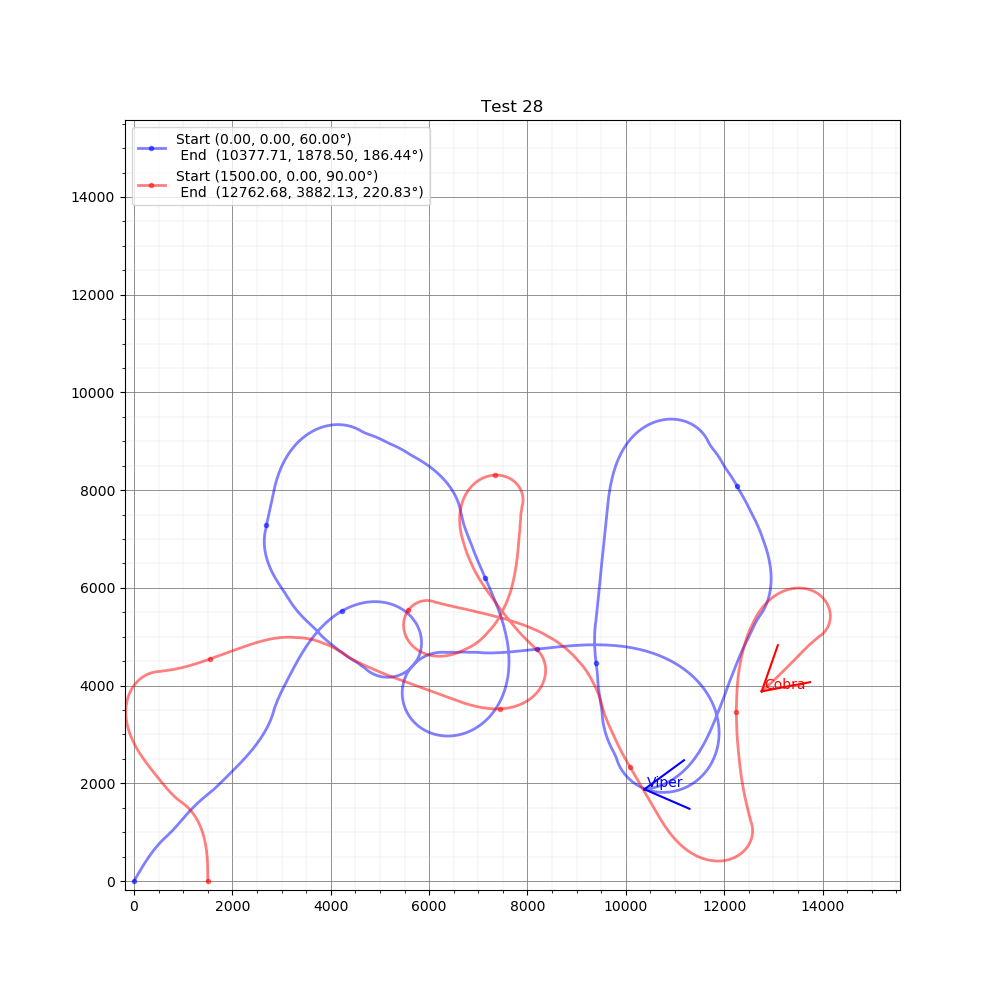 Test 28
Start (0.00, 0.00, 60.00°)
End (10377.71, 1878.50, 186.44°)
Start (1500.00, 0.00, 90.00°)
End (12762.68, 3882.13, 220.83°)
14000
12000
10000
8000
6000
4000
2000
0
Cobra
Viper
0 2000 4000 6000 8000 10000 12000 14000